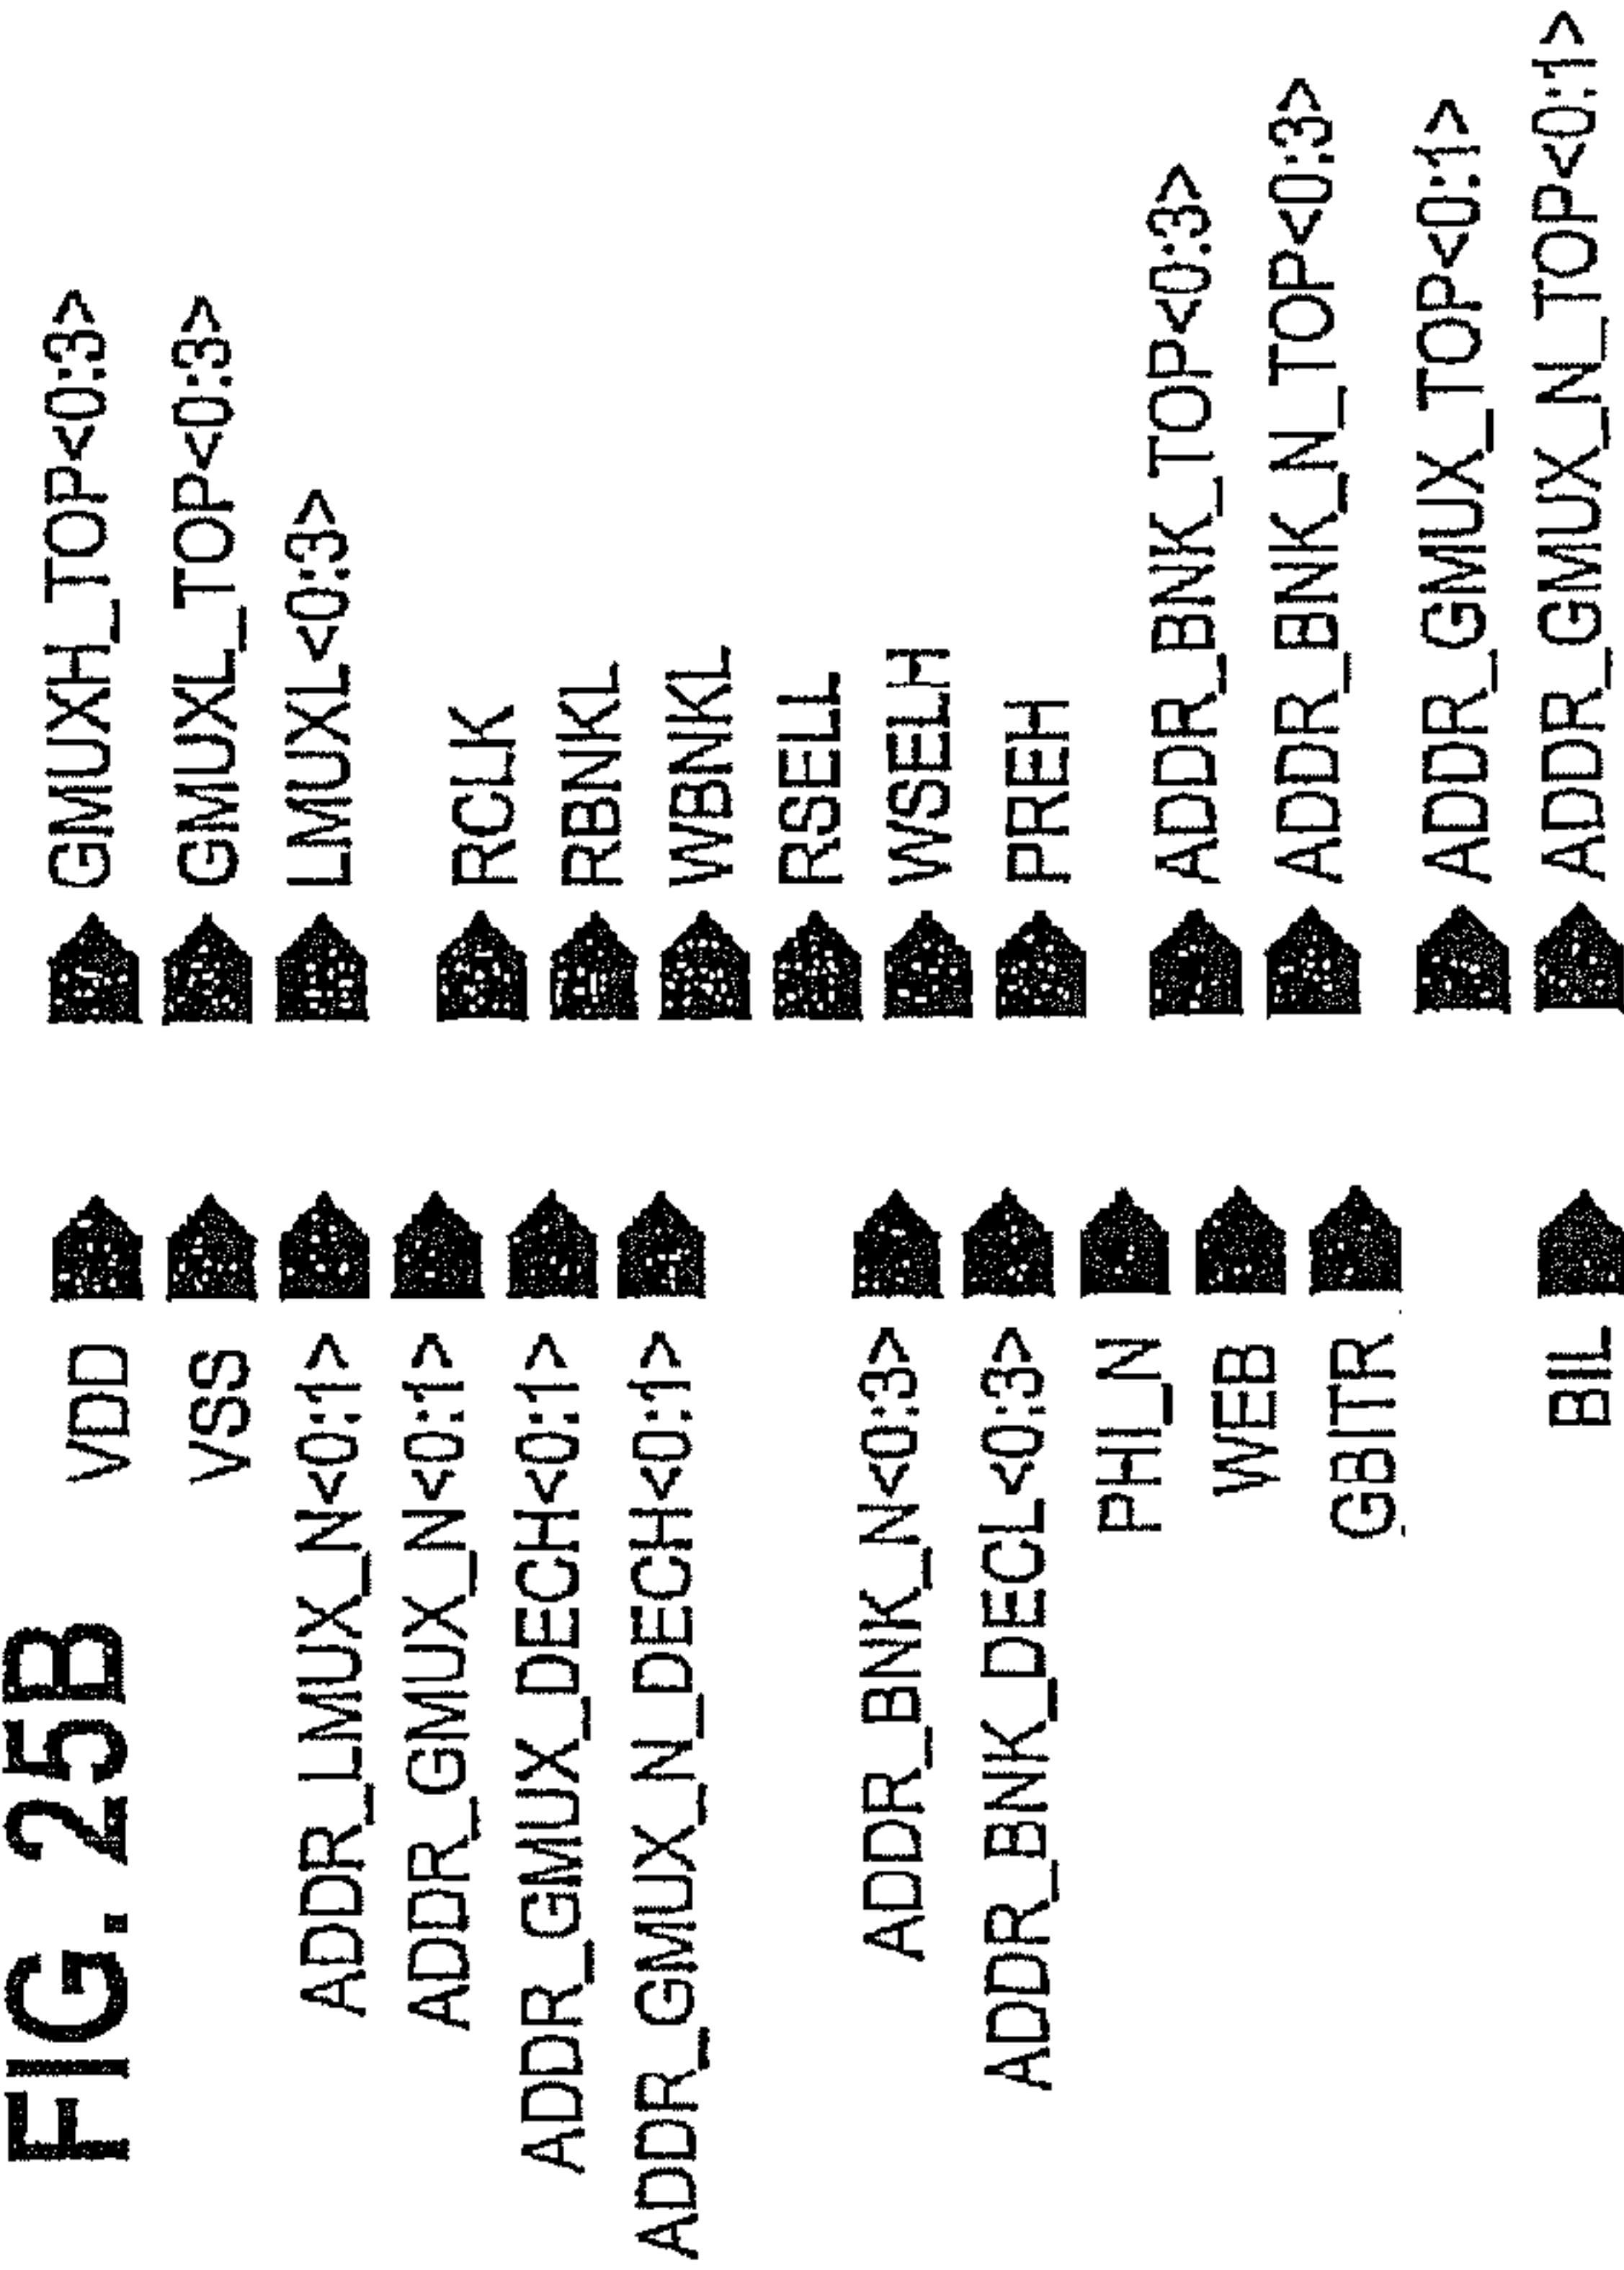 FIG. 25B
VDD
VSS
ADDR_LMUX_N<0:1>
ADDR_GMUX_N<0:1>
ADDR_GMUX_DECH<0:1>
ADDR_GMUX_N_DECH<0:1>
ADDR_BNK_N<0:3>
ADDR_BNK_DECL<0:3>
PHI_N
WEB
GBITR
BIL
GMUXH_TOP<0:3>
GMUXL_TOP<0:3>
LMUXL<0:3>
RCLK
RBNKL
WBNKL
RSELL
WSELH
PREH
ADDR_BNK_TOP<0:3>
ADDR_BNK_N_TOP<0:3>
ADDR_GMUX_TOP<0:1>
ADDR_GMUX_N_TOP<0:1>